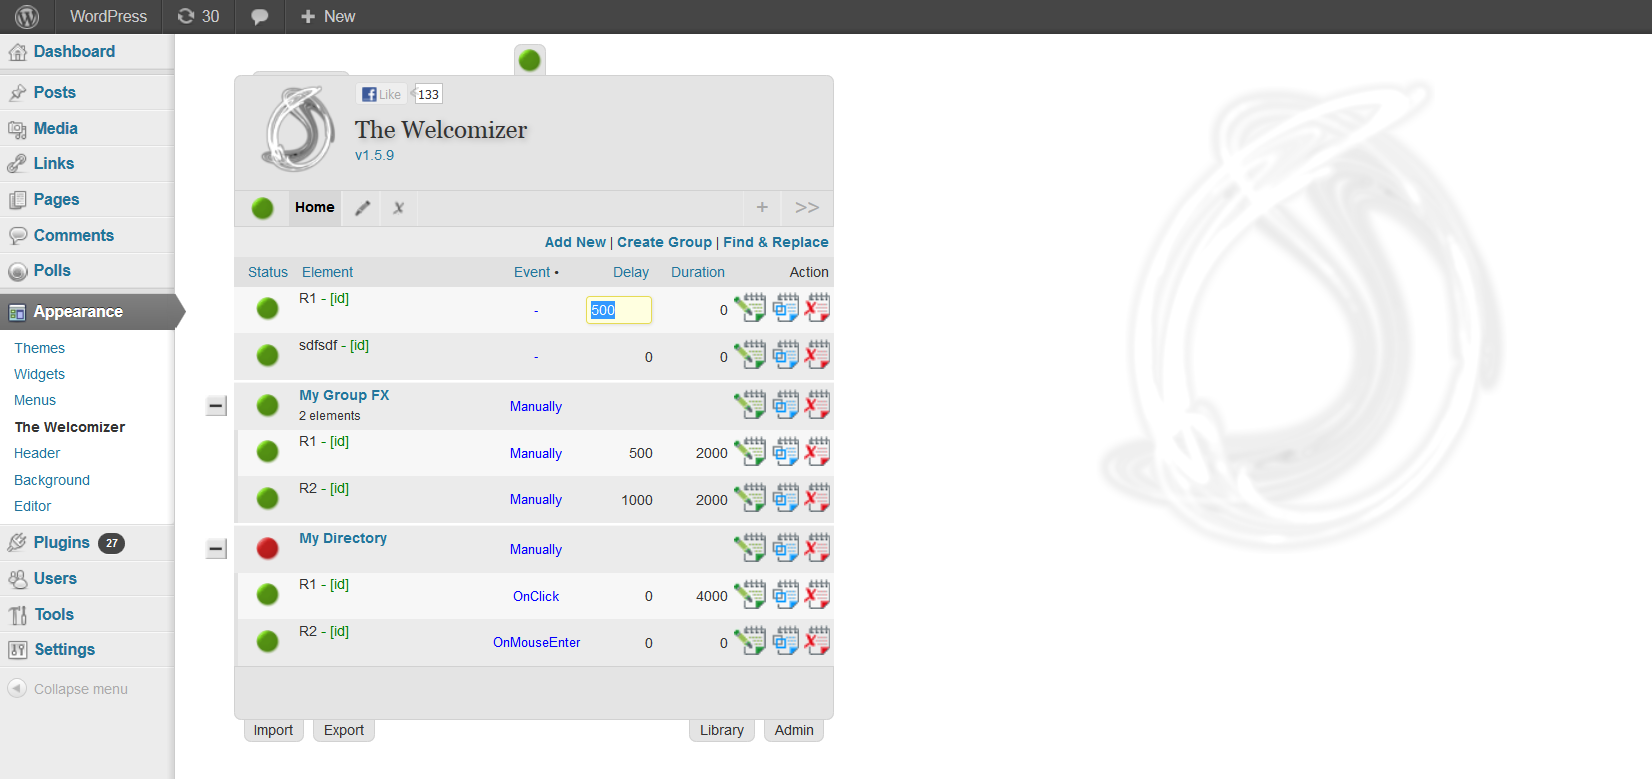 WordPress 30 + New
Dashboard
Posts
Media
Links
Pages
Comments
Polls
Appearance
Themes
Widgets
Menus
The Welcomizer
Header
Background
Editor
Plugins 27
Users
Tools
Settings
Collapse menu
Like 133
The Welcomizer
v1.5.9
Home x + >>
Add New | Create Group | Find & Replace
Status Element Event • Delay Duration Action
R1 - [id] - 500 0
sdfsdf - [id] - 0 0
My Group FX Manually
2 elements
R1 - [id] Manually 500 2000
R2 - [id] Manually 1000 2000
My Directory Manually
R1 - [id] OnClick 0 4000
R2 - [id] OnMouseEnter 0 0
Import Export Library Admin